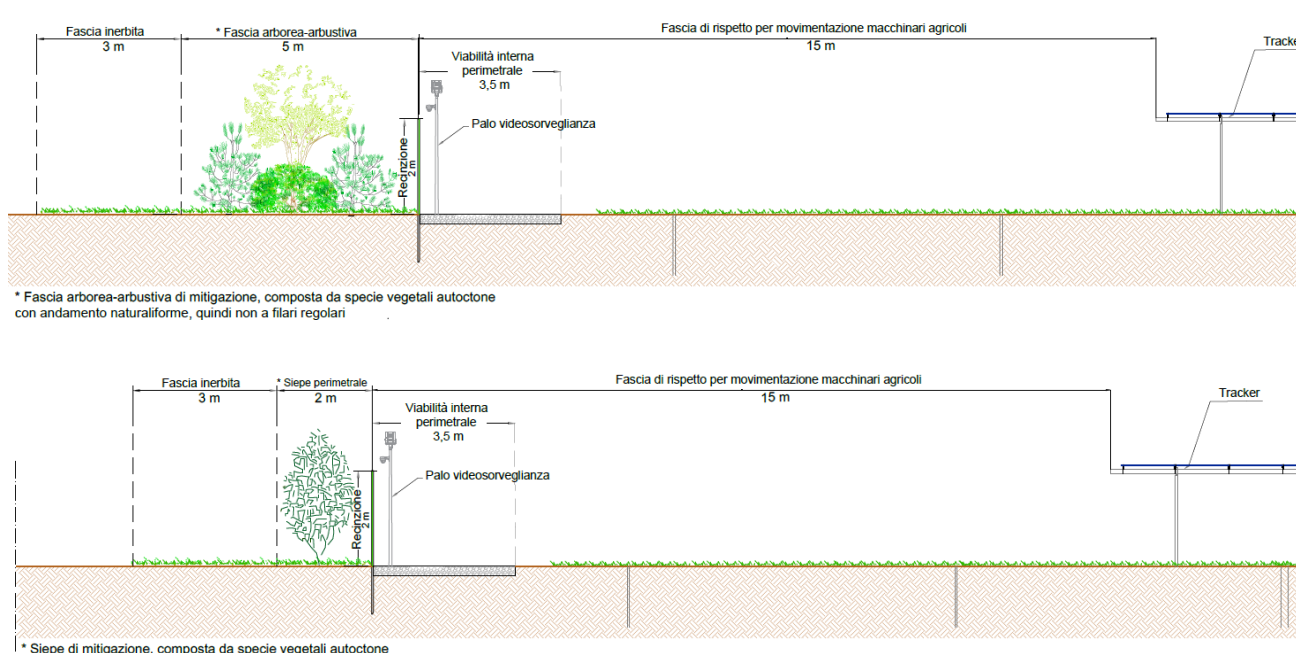 Fascia inerbita
3 m
* Fascia arborea-arbustiva
5 m
Fascia di rispetto per movimentazione macchinari agricoli
15 m
Viabilità interna
perimetrale
3,5 m
Palo videosorveglianza
Recinzione
2 m
Tracke
* Fascia arborea-arbustiva di mitigazione, composta da specie vegetali autoctone
con andamento naturaliforme, quindi non a filari regolari
Fascia inerbita
3 m
* Siepe perimetrale
2 m
Fascia di rispetto per movimentazione macchinari agricoli
15 m
Viabilità interna
perimetrale
3,5 m
Palo videosorveglianza
Recinzione
2 m
Tracker
* Siepe di mitigazione, composta da specie vegetali autoctone